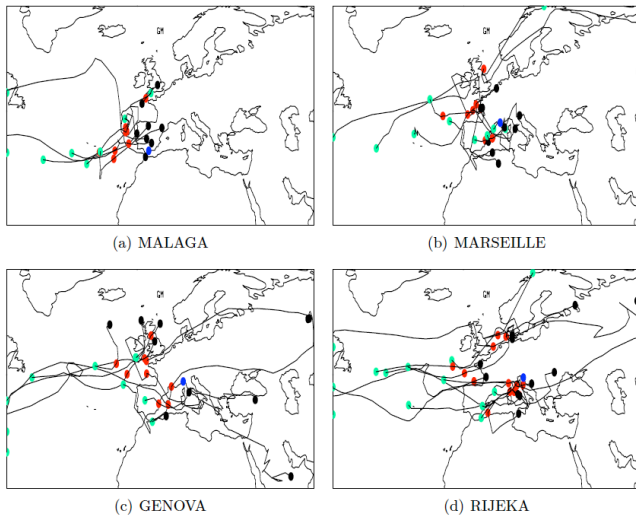 GM
GM
(a) MALAGA
(b) MARSEILLE
GM
GM
(c) GENOVA
(d) RIJEKA